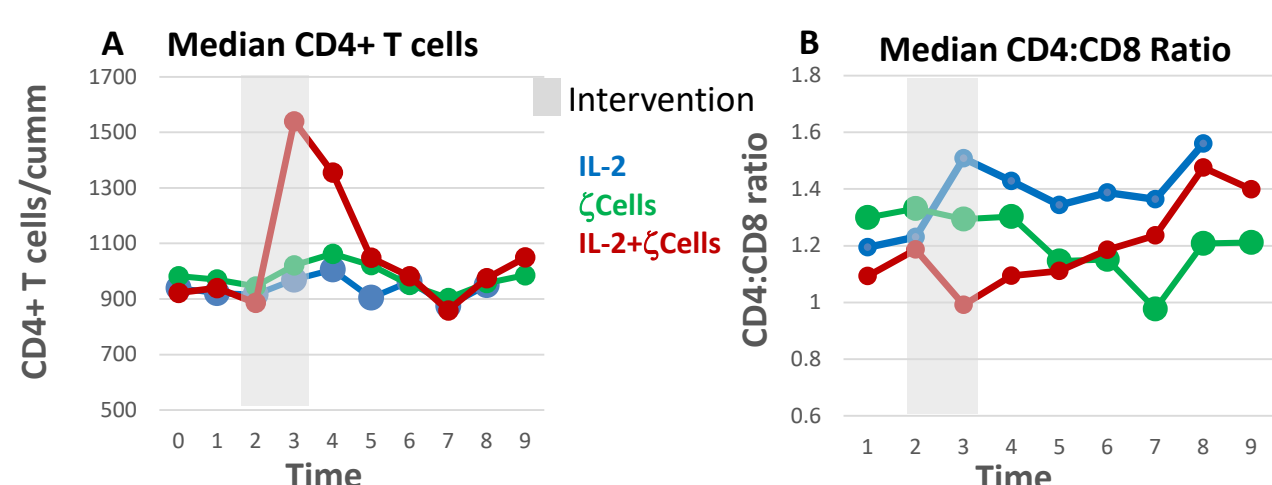 A Median CD4+ T cells
CD4+ T cells/cumm
1700
1500
1300
1100
900
700
500
0 1 2 3 4 5 6 7 8 9
Time
Intervention
IL-2
ζCells
IL-2+ζCells
B Median CD4:CD8 Ratio
CD4:CD8 ratio
1.8
1.6
1.4
1.2
1
0.8
0.6
1 2 3 4 5 6 7 8 9
Time